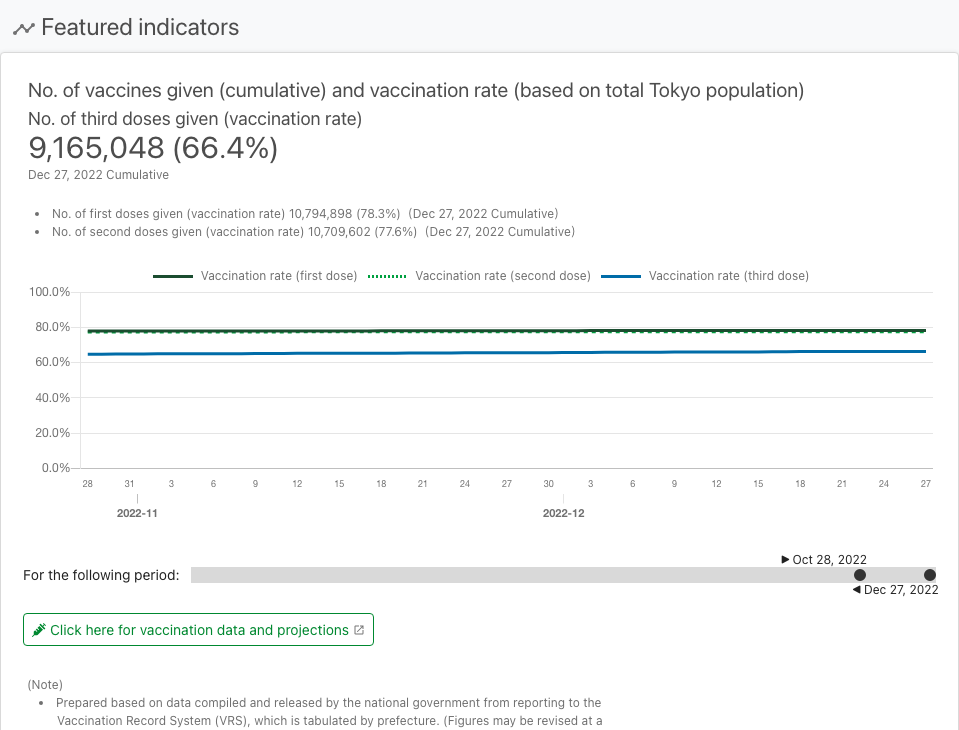 Featured indicators
No. of vaccines given (cumulative) and vaccination rate (based on total Tokyo population)
No. of third doses given (vaccination rate)
9,165,048 (66.4%)
Dec 27, 2022 Cumulative
• No. of first doses given (vaccination rate) 10,794,898 (78.3%) (Dec 27, 2022 Cumulative)
• No. of second doses given (vaccination rate) 10,709,602 (77.6%) (Dec 27, 2022 Cumulative)
Vaccination rate (first dose) Vaccination rate (second dose) Vaccination rate (third dose)
100.0%
80.0%
60.0%
40.0%
20.0%
0.0%
28 31 3 6 9 12 15 18 21 24 27 30 3 6 9 12 15 18 21 24 27
2022-11 2022-12
Oct 28, 2022
For the following period:
Dec 27, 2022
Click here for vaccination data and projections
(Note)
• Prepared based on data compiled and released by the national government from reporting to the
Vaccination Record System (VRS), which is tabulated by prefecture. (Figures may be revised at a